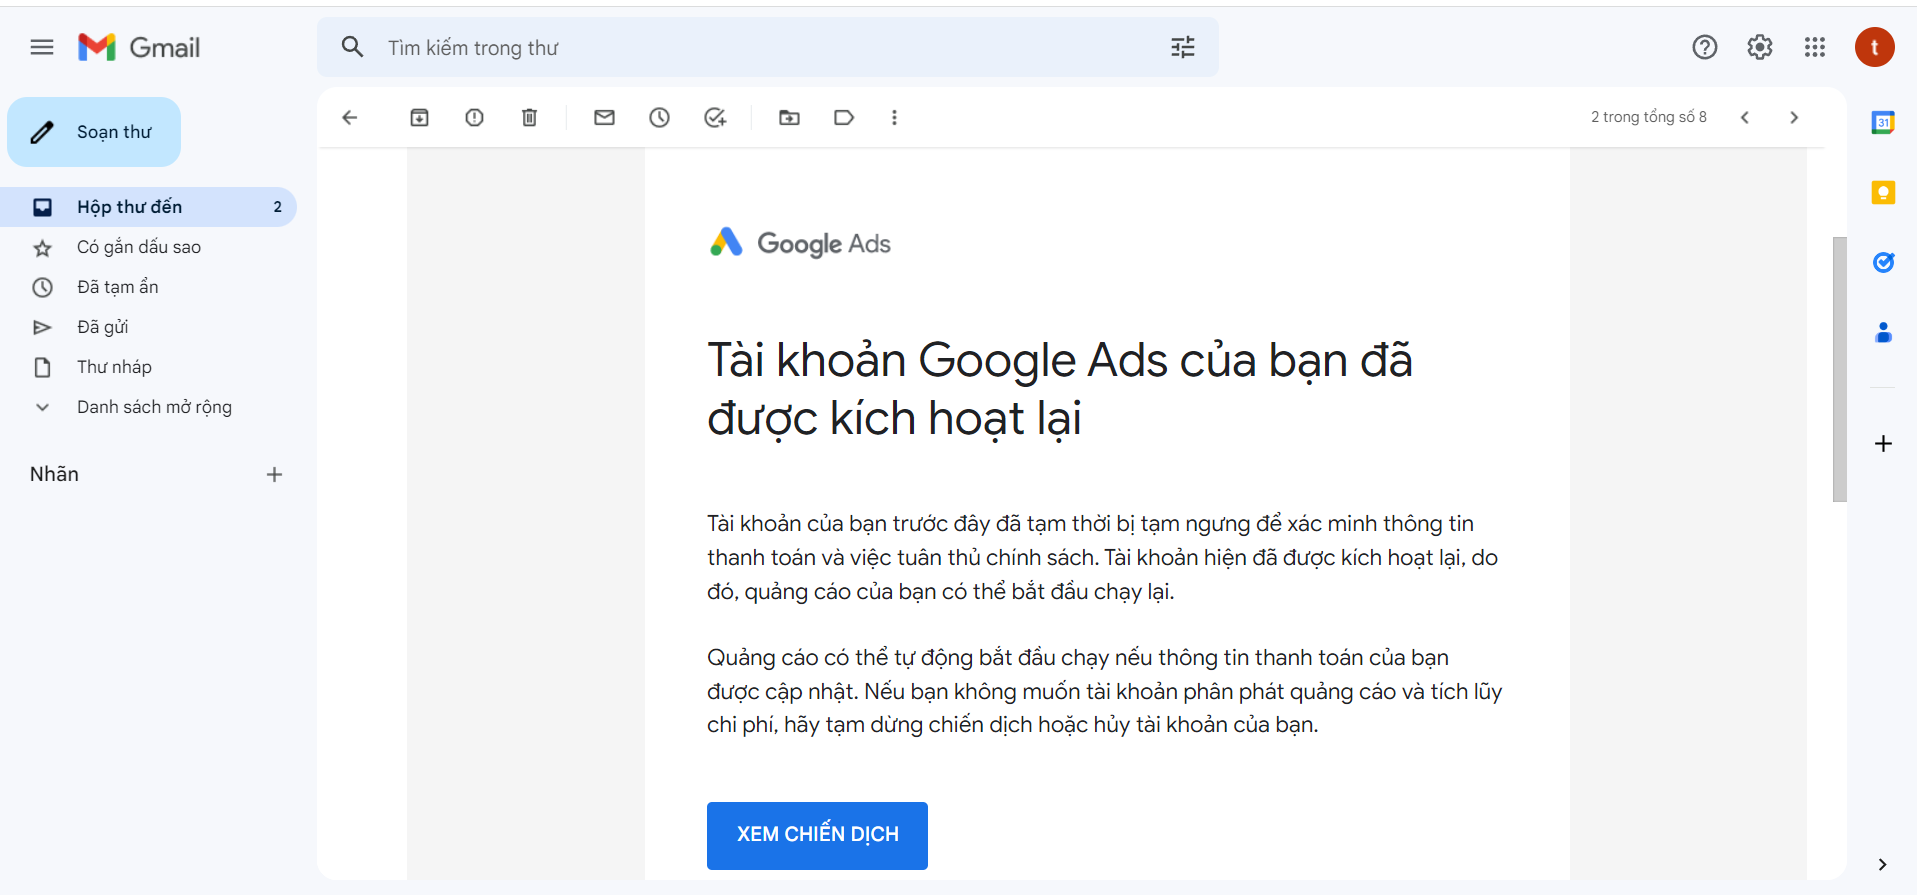 Gmail
Tìm kiếm trong thư
t
Soạn thư
2 trong tổng số 8
31
Hộp thư đến 2
Có gắn dấu sao
Đã tạm ẩn
Đã gửi
Thư nháp
Danh sách mở rộng
Nhãn
Google Ads
Tài khoản Google Ads của bạn đã
được kích hoạt lại
Tài khoản của bạn trước đây đã tạm thời bị tạm ngưng để xác minh thông tin
thanh toán và việc tuân thủ chính sách. Tài khoản hiện đã được kích hoạt lại, do
đó, quảng cáo của bạn có thể bắt đầu chạy lại.
Quảng cáo có thể tự động bắt đầu chạy nếu thông tin thanh toán của bạn
được cập nhật. Nếu bạn không muốn tài khoản phân phát quảng cáo và tích lũy
chi phí, hãy tạm dừng chiến dịch hoặc hủy tài khoản của bạn.
XEM CHIẾN DỊCH